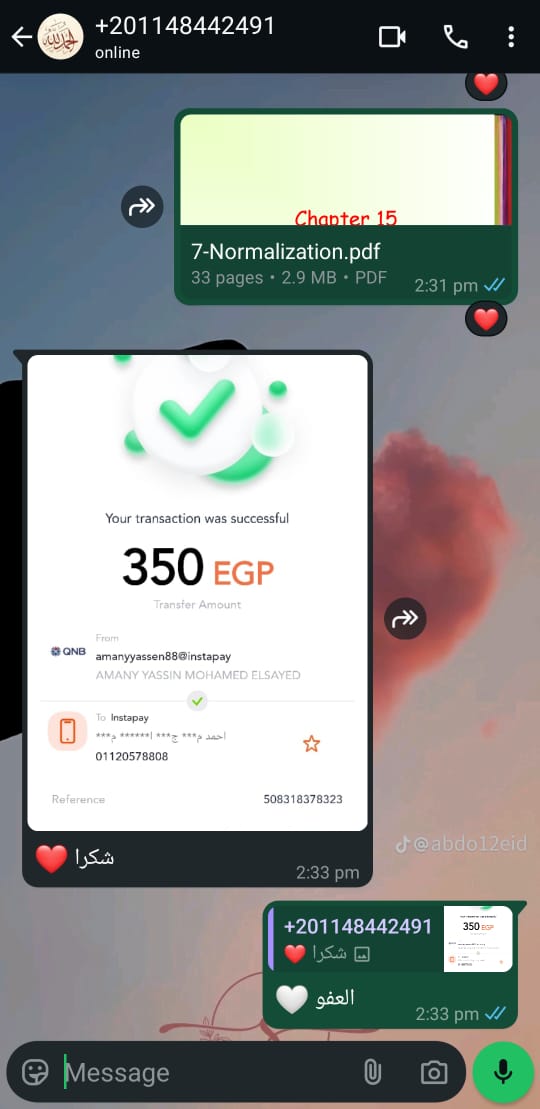 +201148442491
online
Chapter 15
7-Normalization.pdf
33 pages • 2.9 MB • PDF
2:31 pm
Your transaction was successful
350 EGP
Transfer Amount
From
QNB
amanyyassen88@instapay
AMANY YASSIN MOHAMED ELSAYED
To Instapay
احمد م*** ج*** ا****** م***
01120578808
Reference
508318378323
@abdo12eid
شكرا ❤️
2:33 pm
+201148442491
350 EGP
❤️ شكرا
العفو 🤍
2:33 pm
Message